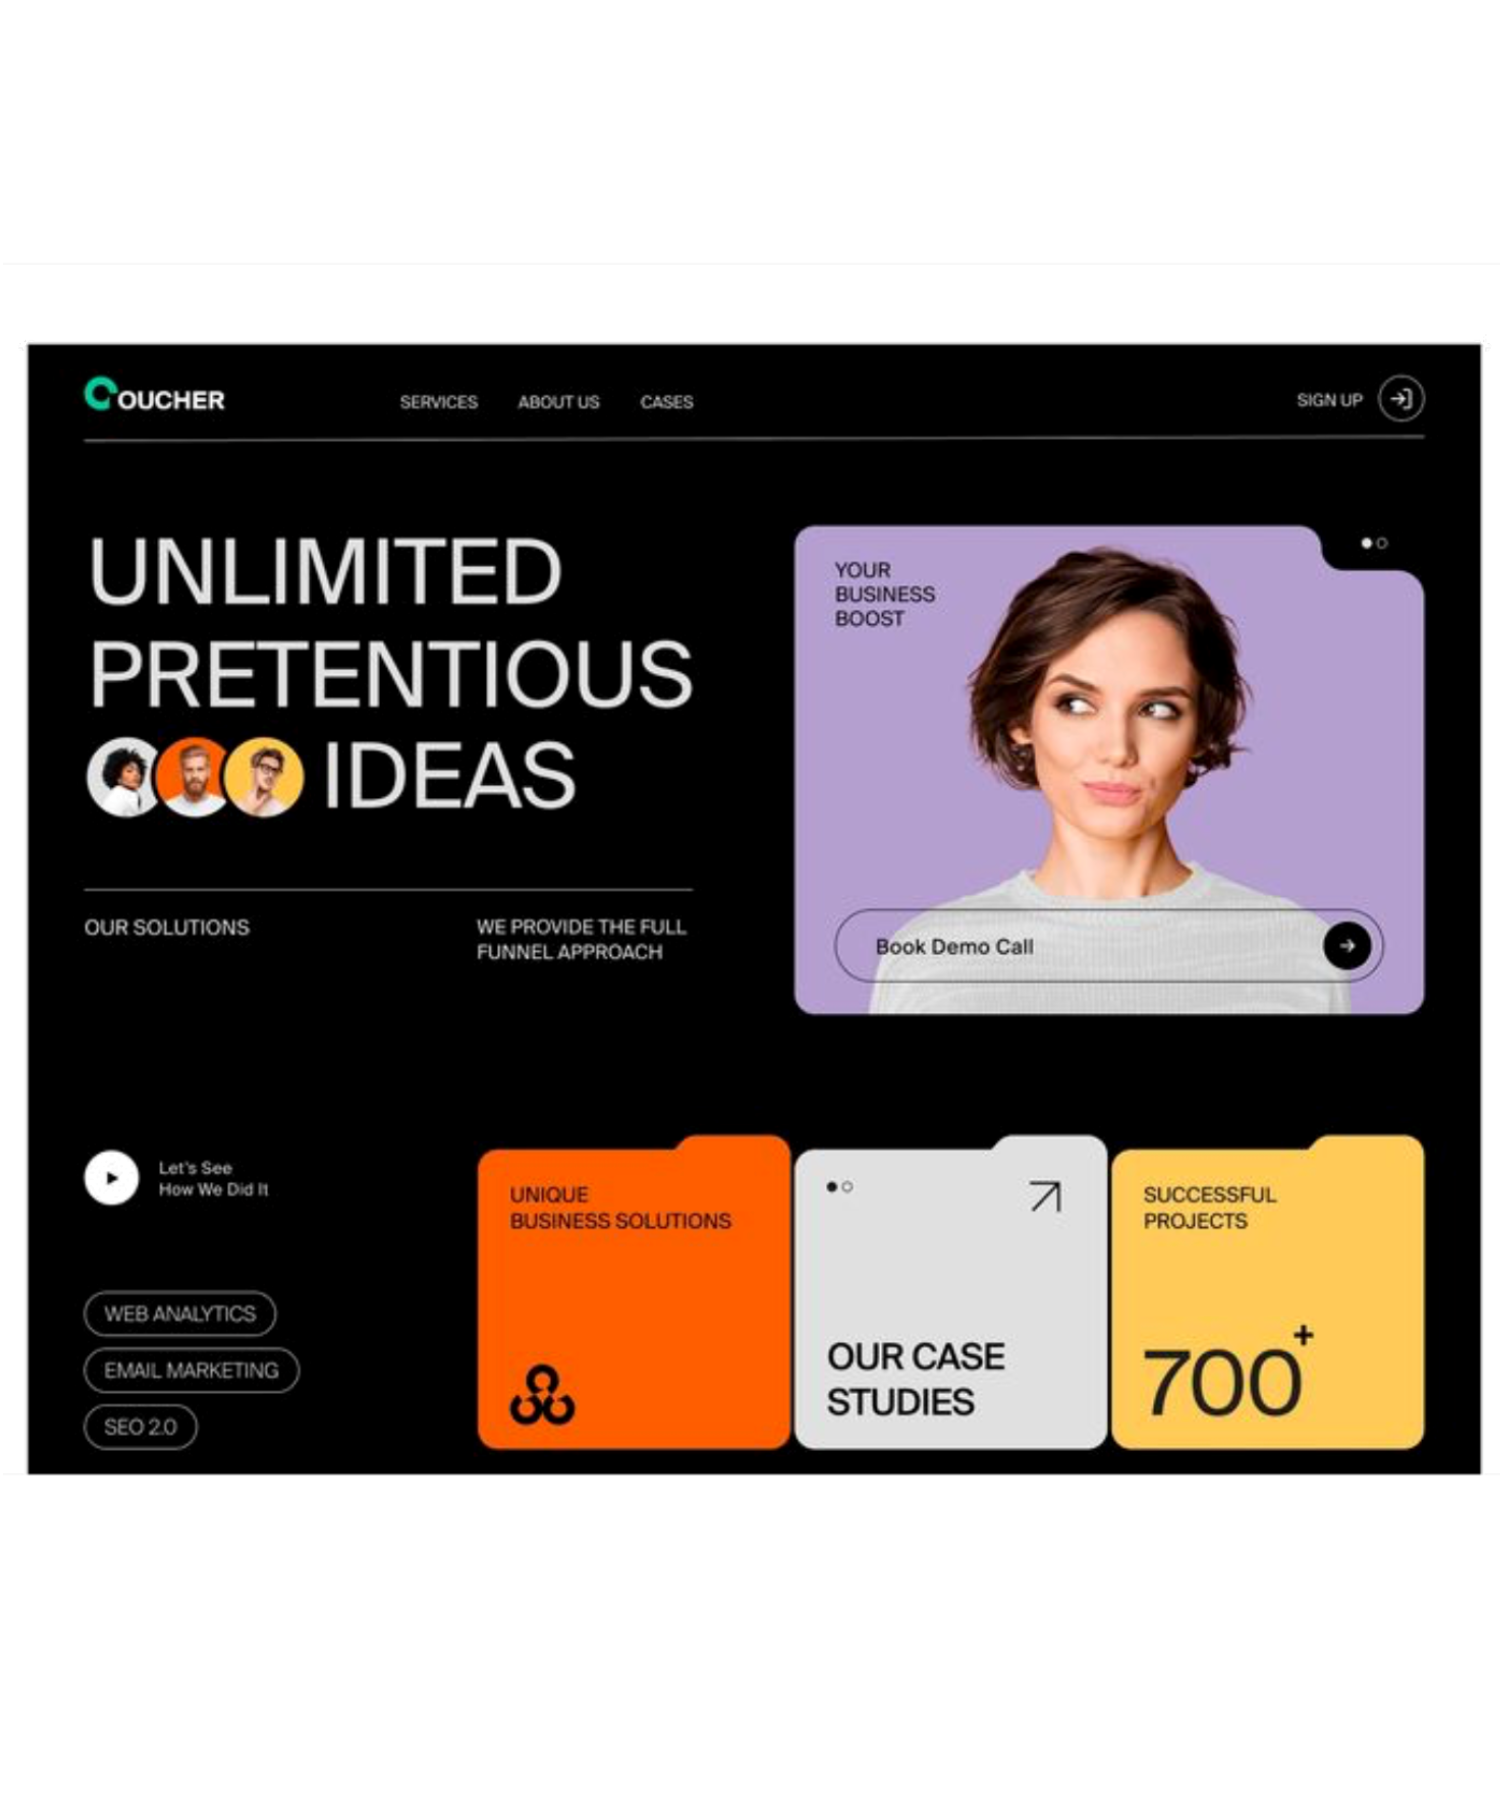 COUCHER
SERVICES
ABOUT US
CASES
SIGN UP
UNLIMITED
PRETENTIOUS
IDEAS
OUR SOLUTIONS
WE PROVIDE THE FULL
FUNNEL APPROACH
YOUR
BUSINESS
BOOST
Book Demo Call
Let's See
How We Did It
WEB ANALYTICS
EMAIL MARKETING
SEO 2.0
UNIQUE
BUSINESS SOLUTIONS
OUR CASE
STUDIES
SUCCESSFUL
PROJECTS
700+